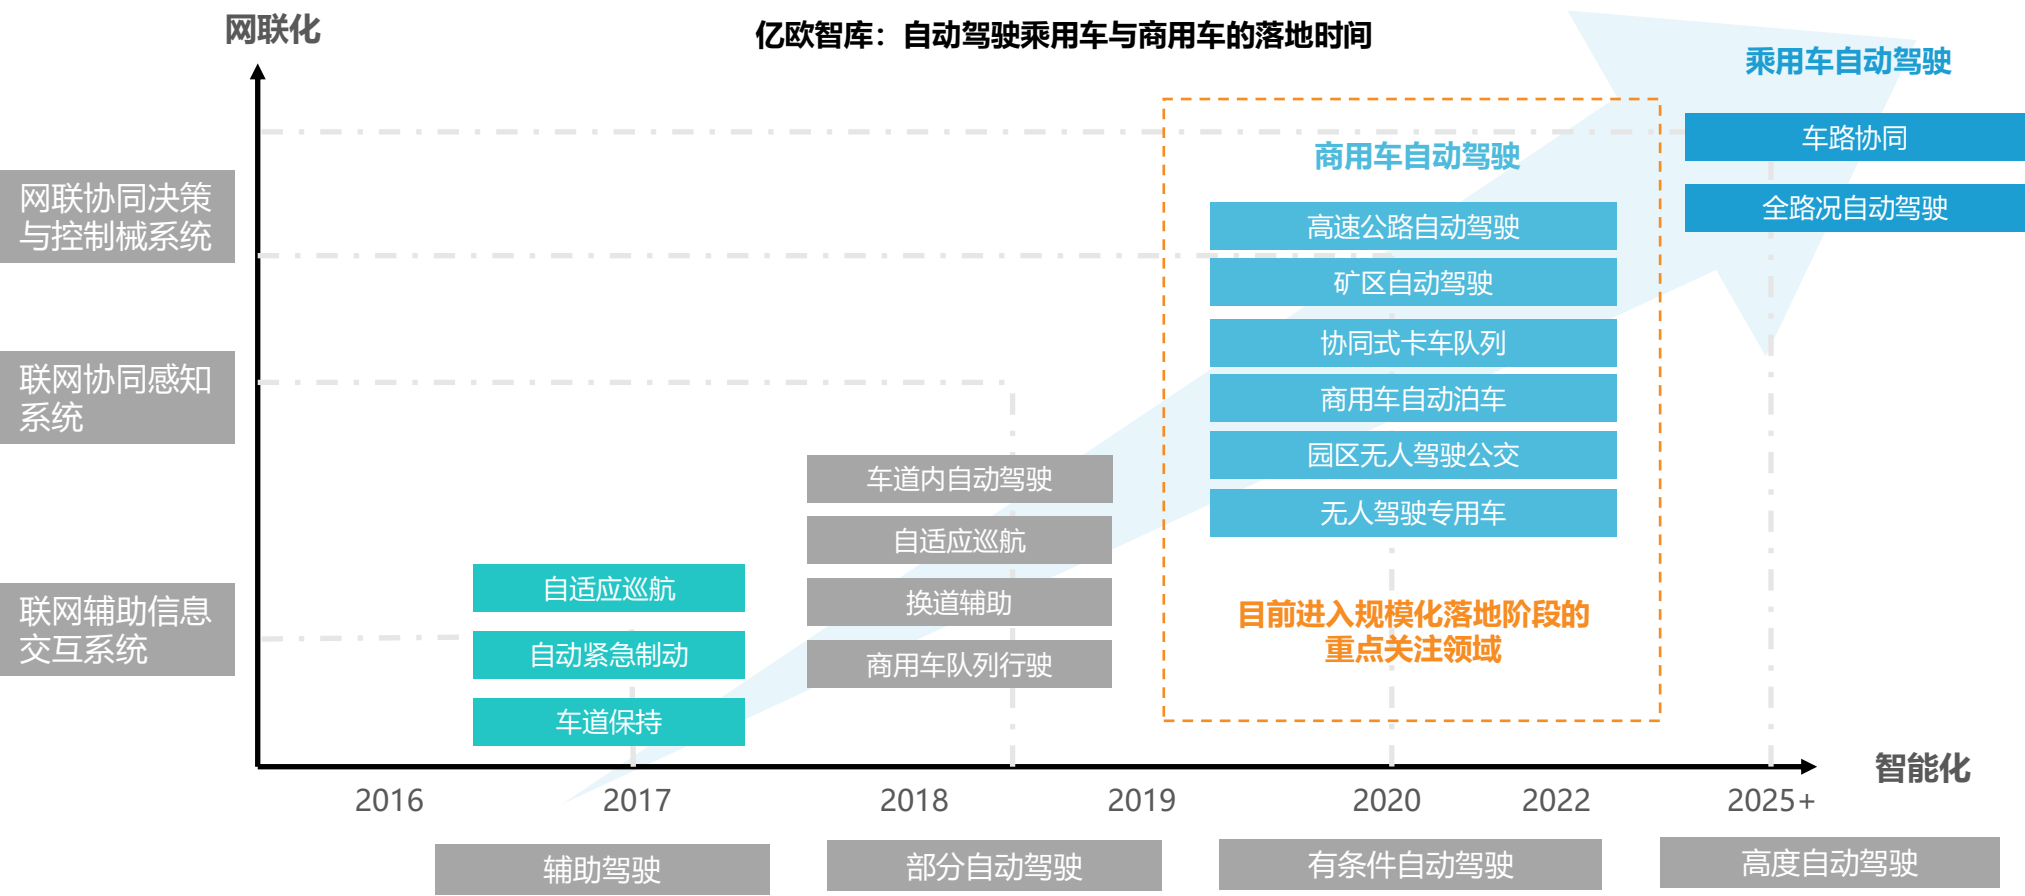 网联化
亿欧智库：自动驾驶乘用车与商用车的落地时间
乘用车自动驾驶
车路协同
全路况自动驾驶
商用车自动驾驶
高速公路自动驾驶
矿区自动驾驶
协同式卡车队列
商用车自动泊车
园区无人驾驶公交
无人驾驶专用车
目前进入规模化落地阶段的
重点关注领域
网联协同决策
与控制械系统
联网协同感知
系统
联网辅助信息
交互系统
车道内自动驾驶
自适应巡航
换道辅助
商用车队列行驶
自适应巡航
自动紧急制动
车道保持
智能化
2016
2017
2018
2019
2020
2022
2025+
辅助驾驶
部分自动驾驶
有条件自动驾驶
高度自动驾驶